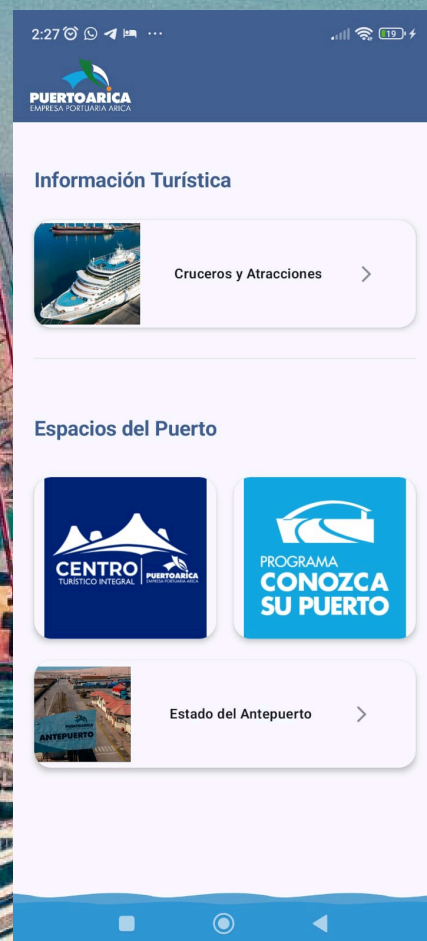 2:27
19
PUERTOARICA
EMPRESA PORTUARIA ARICA
Información Turística
Cruceros y Atracciones
Espacios del Puerto
CENTRO
TURÍSTICO INTEGRAL
PUERTOARICA
EMPRESA PORTUARIA ARICA
PROGRAMA
CONOZCA
SU PUERTO
PUERTOARICA
ANTEPUERTO
Estado del Antepuerto